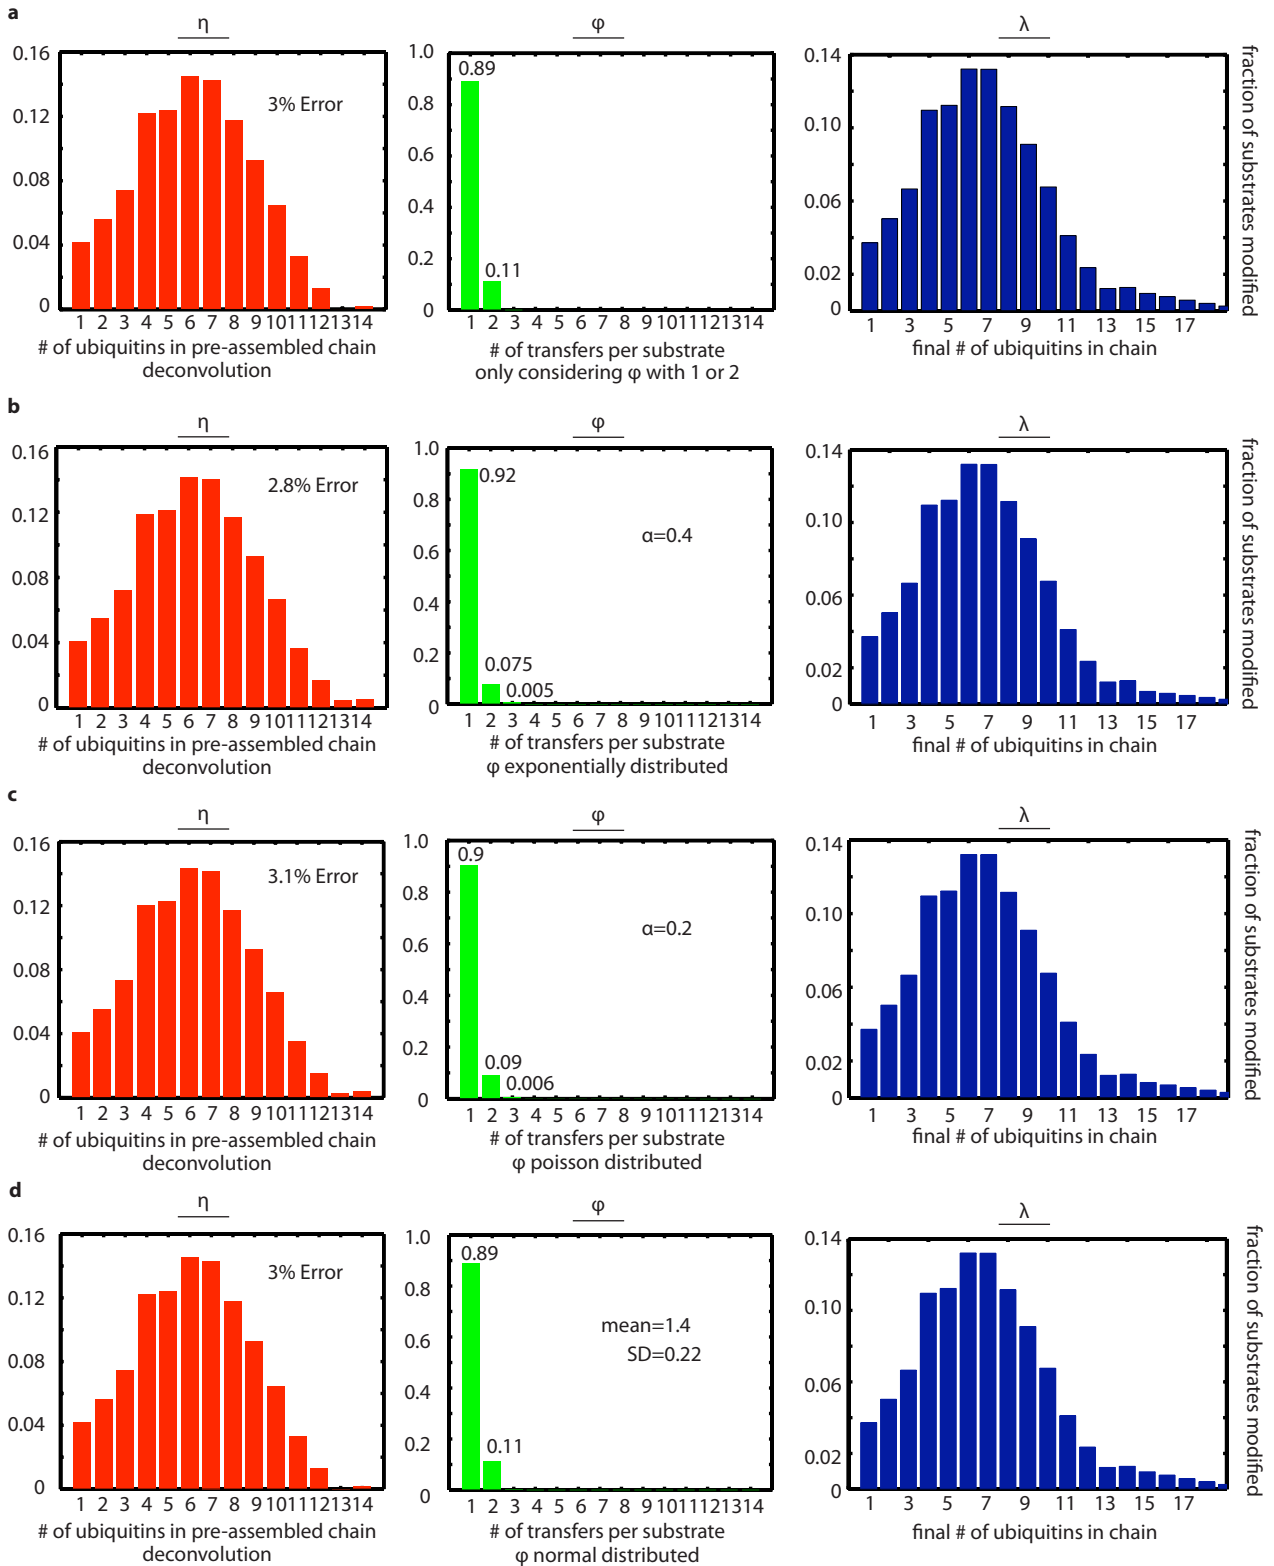 a
η
φ
λ
0.16
0.12
0.08
0.04
0
3% Error
1 2 3 4 5 6 7 8 9 10 11 12 13 14
# of ubiquitins in pre-assembled chain
deconvolution
1.0
0.8
0.6
0.4
0.2
0
0.89
0.11
1 2 3 4 5 6 7 8 9 10 11 12 13 14
# of transfers per substrate
only considering φ with 1 or 2
0.14
0.10
0.06
0.02
0
1 3 5 7 9 11 13 15 17
final # of ubiquitins in chain
fraction of substrates modified
b
η
φ
λ
0.16
0.12
0.08
0.04
0
2.8% Error
1 2 3 4 5 6 7 8 9 10 11 12 13 14
# of ubiquitins in pre-assembled chain
deconvolution
1.0
0.8
0.6
0.4
0.2
0
0.92
0.075
0.005
α=0.4
1 2 3 4 5 6 7 8 9 10 11 12 13 14
# of transfers per substrate
φ exponentially distributed
0.14
0.10
0.06
0.02
0
1 3 5 7 9 11 13 15 17
final # of ubiquitins in chain
fraction of substrates modified
c
η
φ
λ
0.16
0.12
0.08
0.04
0
3.1% Error
1 2 3 4 5 6 7 8 9 10 11 12 13 14
# of ubiquitins in pre-assembled chain
deconvolution
1.0
0.8
0.6
0.4
0.2
0
0.9
0.09
0.006
α=0.2
1 2 3 4 5 6 7 8 9 10 11 12 13 14
# of transfers per substrate
φ poisson distributed
0.14
0.10
0.06
0.02
0
1 3 5 7 9 11 13 15 17
final # of ubiquitins in chain
fraction of substrates modified
d
η
φ
λ
0.16
0.12
0.08
0.04
0
3% Error
1 2 3 4 5 6 7 8 9 10 11 12 13 14
# of ubiquitins in pre-assembled chain
deconvolution
1.0
0.8
0.6
0.4
0.2
0
0.89
0.11
mean=1.4
SD=0.22
1 2 3 4 5 6 7 8 9 10 11 12 13 14
# of transfers per substrate
φ normal distributed
0.14
0.10
0.06
0.02
0
1 3 5 7 9 11 13 15 17
final # of ubiquitins in chain
fraction of substrates modified